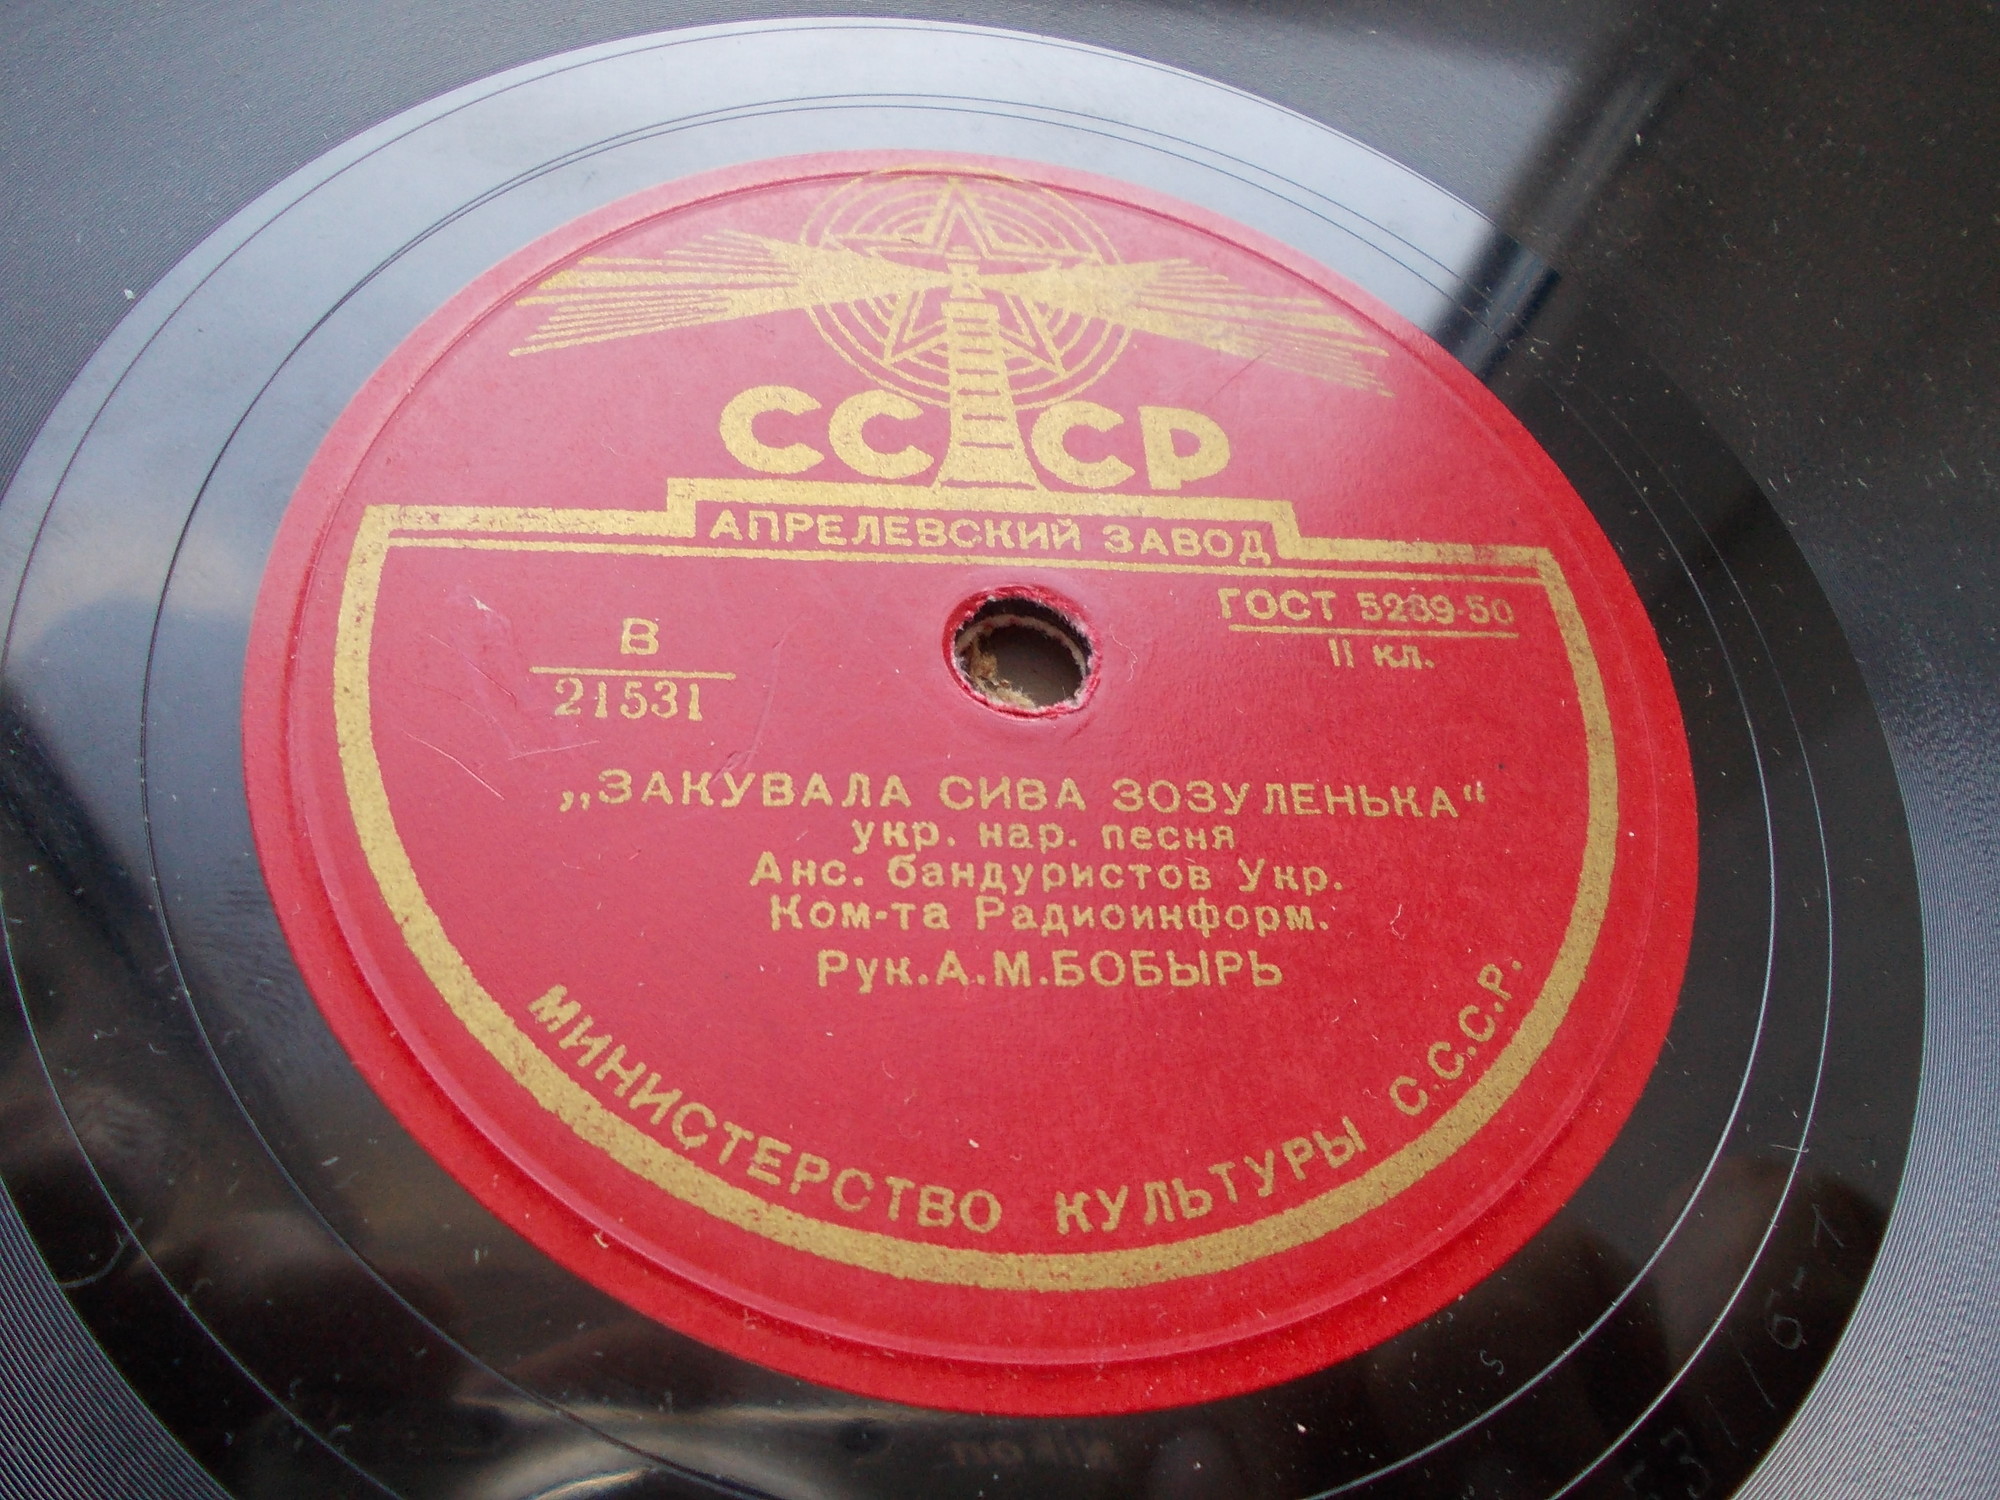 СССР
АПРЕЛЕВСКИЙ ЗАВОД
ГОСТ 5289-50
II кл.
В
21531
„ЗАКУВАЛА СИВА ЗОЗУЛЕНЬКА“
укр. нар. песня
Анс. бандуристов Укр.
Ком-та Радиоинформ.
Рук. А. М. БОБЫРЬ
МИНИСТЕРСТВО КУЛЬТУРЫ С.С.С.Р.